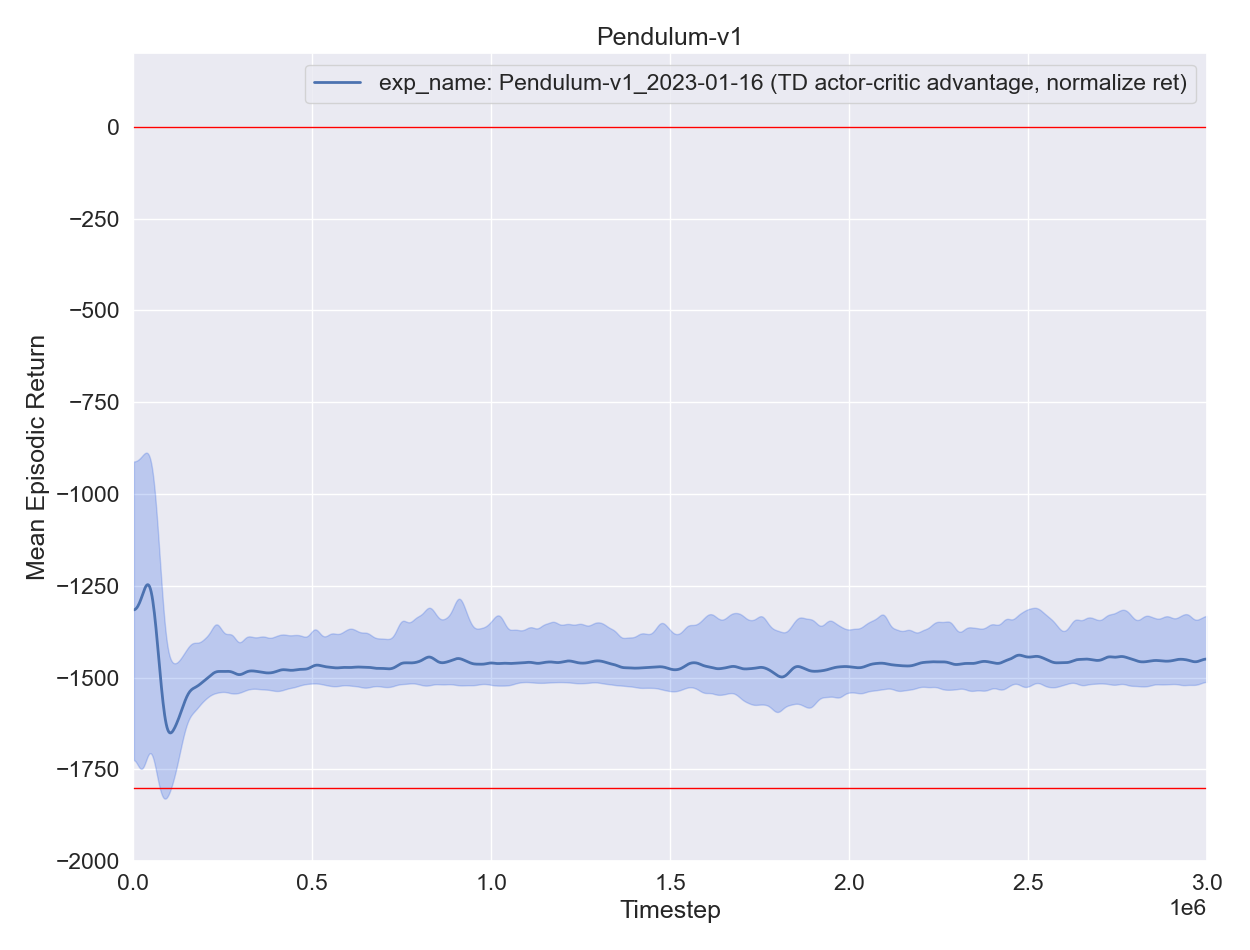 Pendulum-v1
exp_name: Pendulum-v1_2023-01-16 (TD actor-critic advantage, normalize ret)
Mean Episodic Return
0
−250
−500
−750
−1000
−1250
−1500
−1750
−2000
0.0 0.5 1.0 1.5 2.0 2.5 3.0
1e6
Timestep